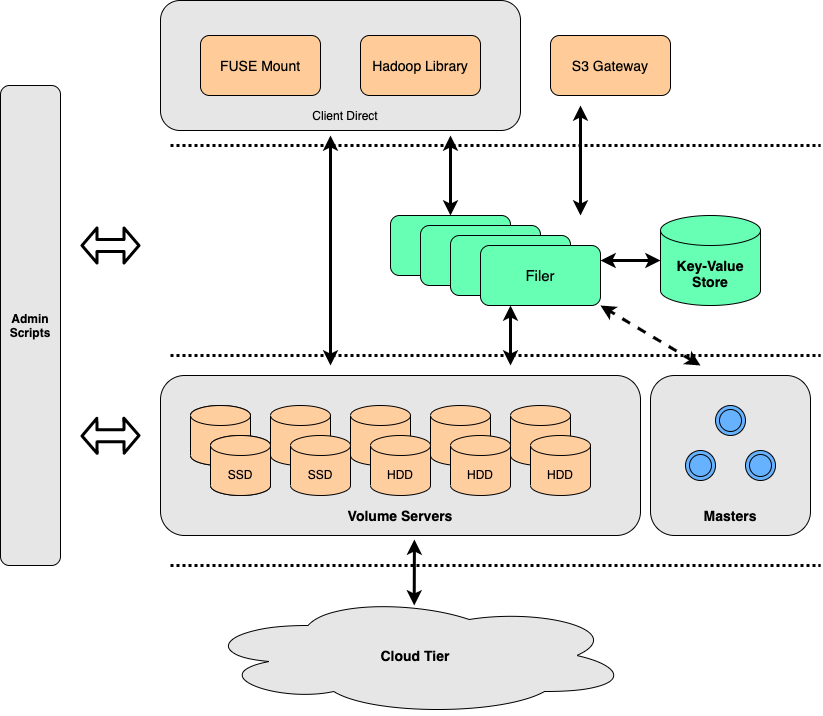 FUSE Mount
Hadoop Library
S3 Gateway
Client Direct
Filer
Key-Value
Store
Admin
Scripts
SSD
SSD
HDD
HDD
HDD
Volume Servers
Masters
Cloud Tier